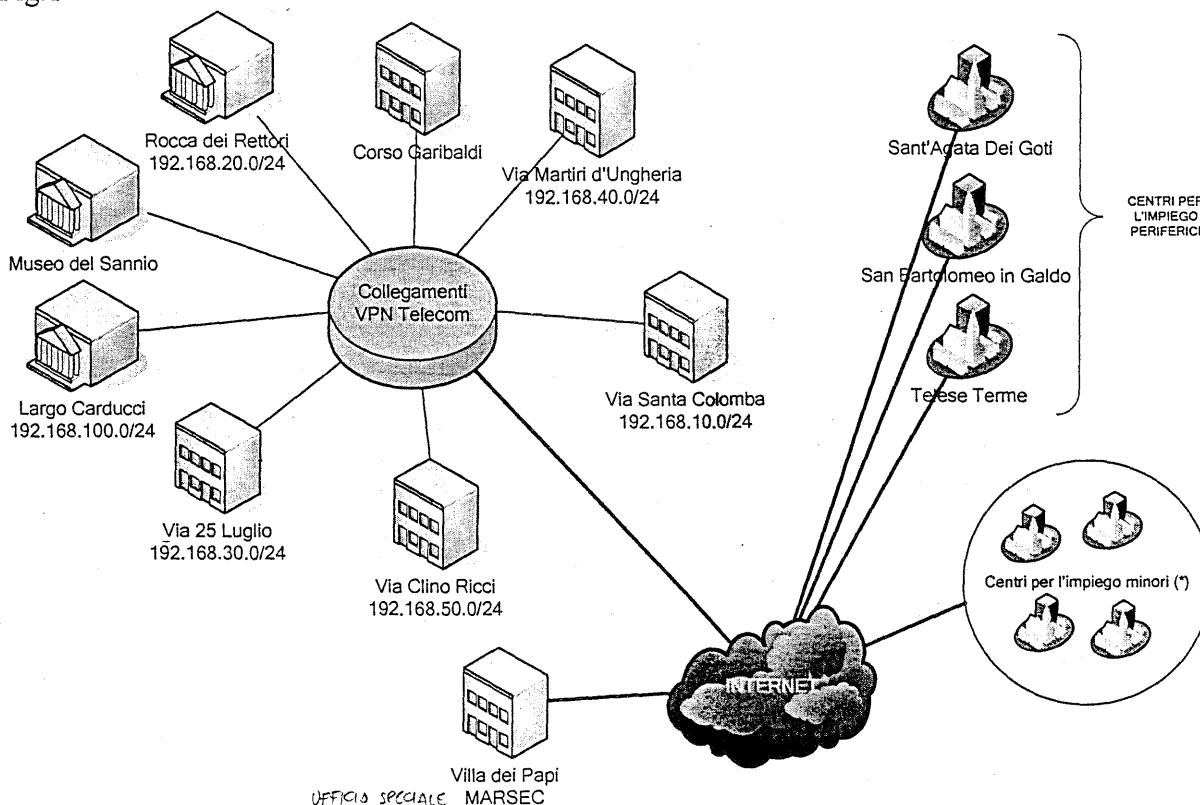 Rocca dei Rettori
192.168.20.0/24
Corso Garibaldi
Via Martiri d'Ungheria
192.168.40.0/24
Sant'Agata Dei Goti
CENTRI PER
L'IMPIEGO
PERIFERICI
Museo del Sannio
San Bartolomeo in Galdo
Collegamenti
VPN Telecom
Largo Carducci
192.168.100.0/24
Via Santa Colomba
192.168.10.0/24
Telese Terme
Via 25 Luglio
192.168.30.0/24
Via Clino Ricci
192.168.50.0/24
Centri per l'impiego minori (*)
INTERNET
Villa dei Papi
UFFICIO SPECIALE MARSEC